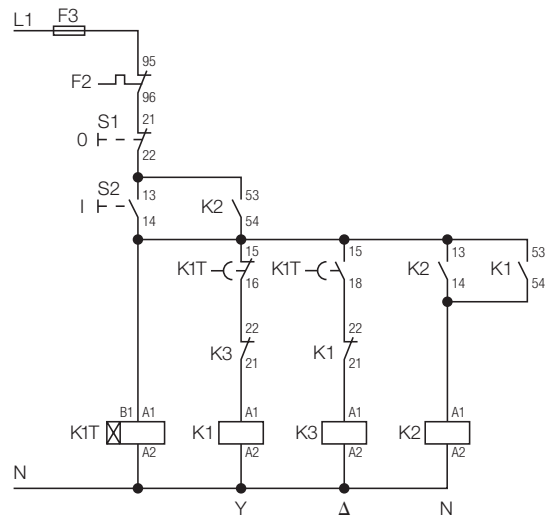 L1 F3
95
F2
96
S1 21
0
22
S2 13 53
I K2
14 54
15 15 13 53
K1T K1T K2 K1
16 18 14 54
22 22
K3 K1
21 21
B1 A1 A1 A1 A1
K1T K1 K3 K2
A2 A2 A2 A2
N
Y Δ N